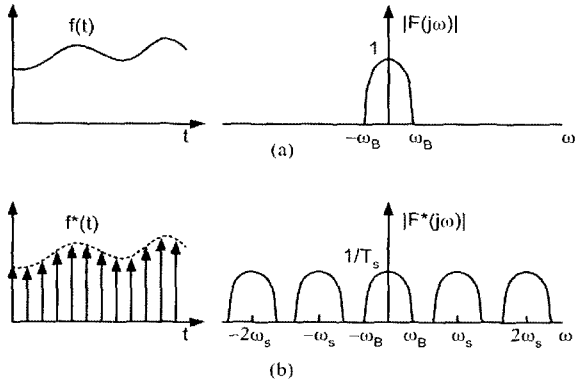 f(t)
|F(jω)|
1
t
−ω_B
ω_B
ω
(a)
f*(t)
|F*(jω)|
1/T_s
t
−2ω_s
−ω_s
−ω_B
ω_B
ω_s
2ω_s
ω
(b)